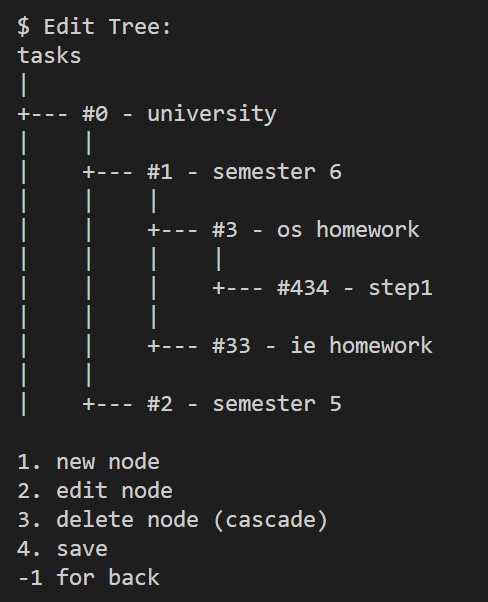 $ Edit Tree:
tasks
|
+--- #0 - university
|    |
|    +--- #1 - semester 6
|    |    |
|    |    +--- #3 - os homework
|    |    |    |
|    |    |    +--- #434 - step1
|    |    |
|    |    +--- #33 - ie homework
|    |
|    +--- #2 - semester 5

1. new node
2. edit node
3. delete node (cascade)
4. save
-1 for back